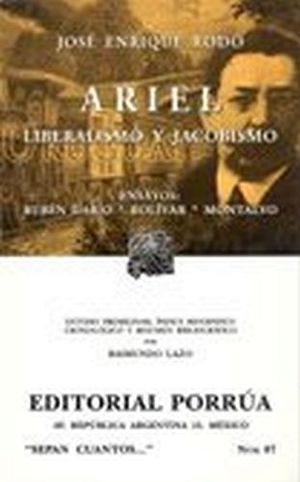 JOSÉ ENRIQUE RODÓ
ARIEL
LIBERALISMO Y JACOBISMO
ENSAYOS:
RUBÉN DARÍO * BOLÍVAR * MONTALVO
ESTUDIO PRELIMINAR, ÍNDICE BIOGRÁFICO
CRONOLÓGICO Y RESUMEN BIBLIOGRÁFICO
POR
RAIMUNDO LAZO
EDITORIAL PORRÚA
AV. REPÚBLICA ARGENTINA 15, MÉXICO
"SEPAN CUANTOS..."
NÚM. 87